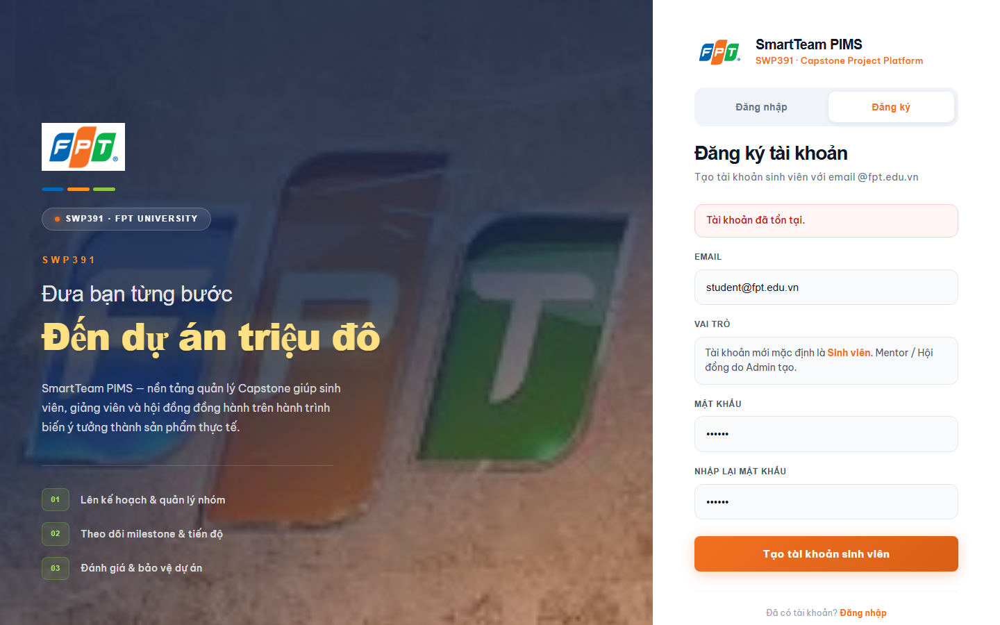 FPT®
SWP391 · FPT UNIVERSITY
SWP391
Đưa bạn từng bước
Đến dự án triệu đô
SmartTeam PIMS — nền tảng quản lý Capstone giúp sinh
viên, giảng viên và hội đồng đồng hành trên hành trình
biến ý tưởng thành sản phẩm thực tế.
01 Lên kế hoạch & quản lý nhóm
02 Theo dõi milestone & tiến độ
03 Đánh giá & bảo vệ dự án
FPT
FPT®
SmartTeam PIMS
SWP391 · Capstone Project Platform
Đăng nhập
Đăng ký
Đăng ký tài khoản
Tạo tài khoản sinh viên với email @fpt.edu.vn
Tài khoản đã tồn tại.
EMAIL
student@fpt.edu.vn
VAI TRÒ
Tài khoản mới mặc định là Sinh viên. Mentor / Hội
đồng do Admin tạo.
MẬT KHẨU
••••••
NHẬP LẠI MẬT KHẨU
••••••
Tạo tài khoản sinh viên
Đã có tài khoản? Đăng nhập